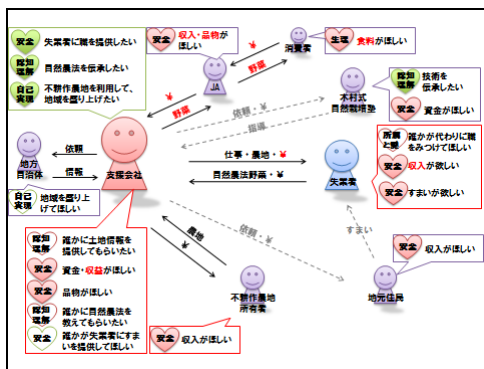 安全 失業者に職を提供したい
認知
理解 自然農法を伝承したい
自己
実現 不耕作農地を利用して、
地域を盛り上げたい
安全 収入・品物が
ほしい
消費者
生理 食料がほしい
¥
野菜
JA
¥
野菜
認知
理解 技術を
伝承したい
安全 資金がほしい
木村式
自然栽培塾
依頼・¥
指導
地方
自治体
依頼
情報
自己
実現 地域を盛り上
げてほしい
支援会社
仕事・農地・¥
自然農法野菜・¥
失業者
所属
と愛 誰かが代わりに職
をみつけてほしい
安全 収入が欲しい
安全 すまいが欲しい
認知
理解 誰かに土地情報を
提供してもらいたい
安全 資金・収益がほしい
安全 品物がほしい
認知
理解 誰かに自然農法を
教えてもらいたい
安全 誰かが失業者にすま
いを提供してほしい
農地
¥
不耕作農地
所有者
安全 収入がほしい
依頼・¥
すまい
地元住民
安全 収入がほしい